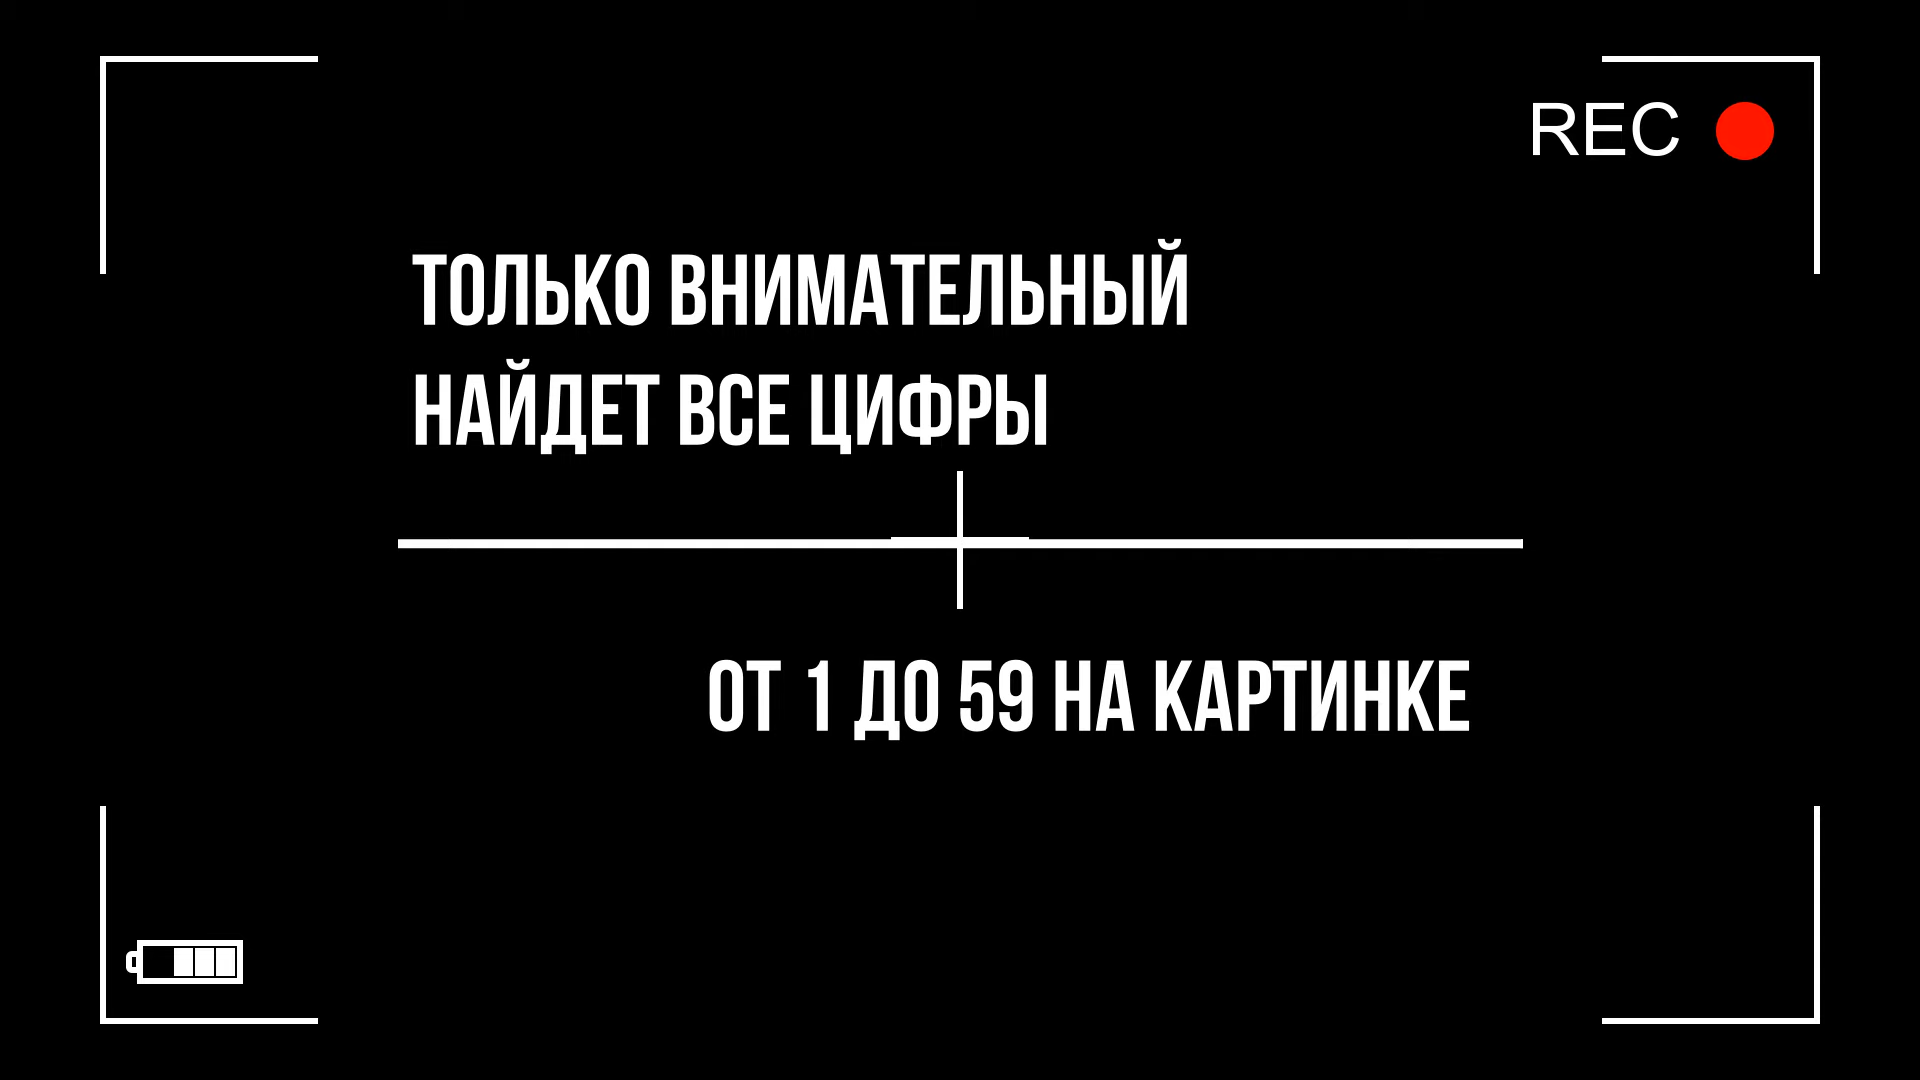 REC
ТОЛЬКО ВНИМАТЕЛЬНЫЙ
НАЙДЕТ ВСЕ ЦИФРЫ
ОТ 1 ДО 59 НА КАРТИНКЕ